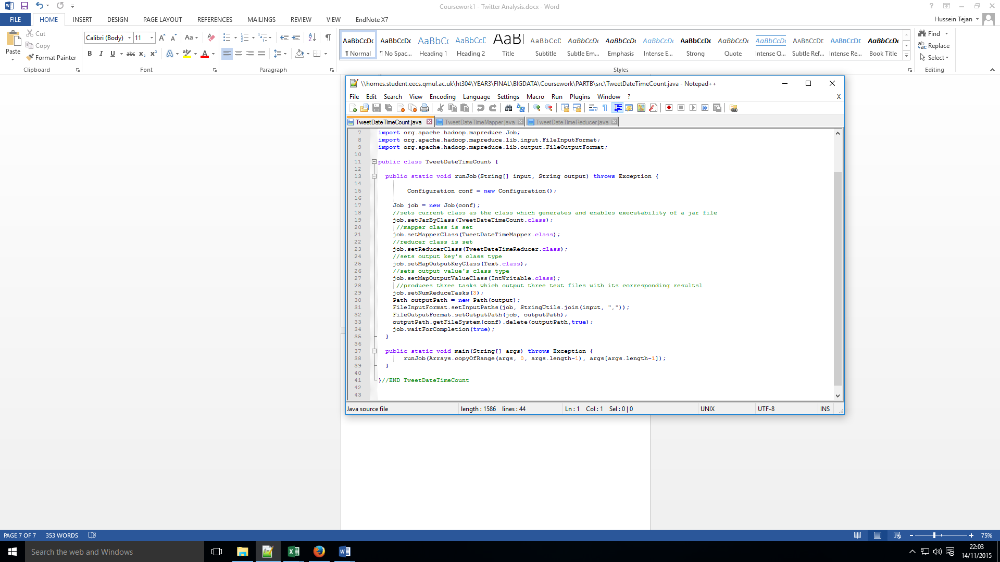 Coursework1 - Twitter Analysis.docx - Word
FILE HOME INSERT DESIGN PAGE LAYOUT REFERENCES MAILINGS REVIEW VIEW EndNote X7
Hussein Tejan
Paste
Cut
Copy
Format Painter
Clipboard
Calibri (Body) 11
Font
Paragraph
AaBbCcDc AaBbCcDc AaBbCc AaBbCcD AaBl AaBbCcD AaBbCcDc AaBbCcDc AaBbCcDc AaBbCcDc AaBbCcDc AaBbCcDc AABBCCDE AABBCCDE AaBbCcDc
¶ Normal ¶ No Spac... Heading 1 Heading 2 Title Subtitle Subtle Em... Emphasis Intense E... Strong Quote Intense Q... Subtle Ref... Intense Re... Book Title
Styles
Find
Replace
Select
Editing
\\homes.student.eecs.qmul.ac.uk\ht304\YEAR3\FINAL\BIGDATA\Coursework\PARTB\src\TweetDateTimeCount.java - Notepad++
File Edit Search View Encoding Language Settings Macro Run Plugins Window ? X
TweetDateTimeCount.java TweetDateTimeMapper.java TweetDateTimeReducer.java
7 import org.apache.hadoop.mapreduce.Job;
8 import org.apache.hadoop.mapreduce.lib.input.FileInputFormat;
9 import org.apache.hadoop.mapreduce.lib.output.FileOutputFormat;
10
11 public class TweetDateTimeCount {
12
13 public static void runJob(String[] input, String output) throws Exception {
14
15 Configuration conf = new Configuration();
16
17 Job job = new Job(conf);
18 //sets current class as the class which generates and enables executability of a jar file
19 job.setJarByClass(TweetDateTimeCount.class);
20 //mapper class is set
21 job.setMapperClass(TweetDateTimeMapper.class);
22 //reducer class is set
23 job.setReducerClass(TweetDateTimeReducer.class);
24 //sets output key's class type
25 job.setMapOutputKeyClass(Text.class);
26 //sets output value's class type
27 job.setMapOutputValueClass(IntWritable.class);
28 //produces three tasks which output three text files with its corresponding resultsl
29 job.setNumReduceTasks(3);
30 Path outputPath = new Path(output);
31 FileInputFormat.setInputPaths(job, StringUtils.join(input, ","));
32 FileOutputFormat.setOutputPath(job, outputPath);
33 outputPath.getFileSystem(conf).delete(outputPath,true);
34 job.waitForCompletion(true);
35 }
36
37 public static void main(String[] args) throws Exception {
38 runJob(Arrays.copyOfRange(args, 0, args.length-1), args[args.length-1]);
39 }
40
41 }//END TweetDateTimeCount
42
43
Java source file length : 1586 lines : 44 Ln : 1 Col : 1 Sel : 0 | 0 UNIX UTF-8 INS
PAGE 7 OF 7 353 WORDS 75%
Search the web and Windows
22:03
14/11/2015